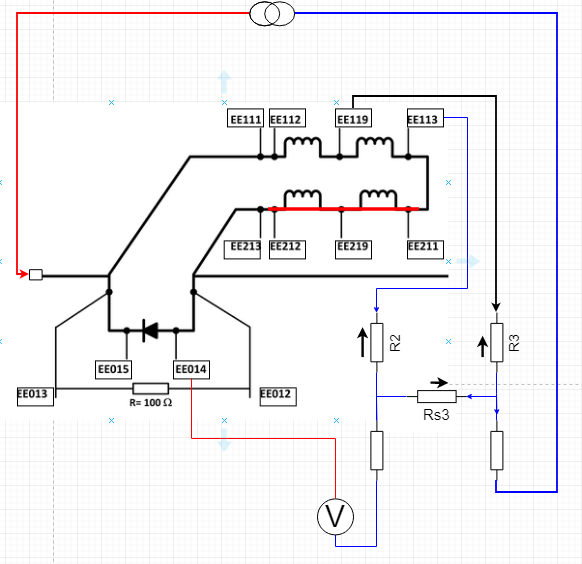 EE111
EE112
EE119
EE113
EE213
EE212
EE219
EE211
R2
R3
EE015
EE014
EE013
R= 100 Ω
EE012
Rs3
V